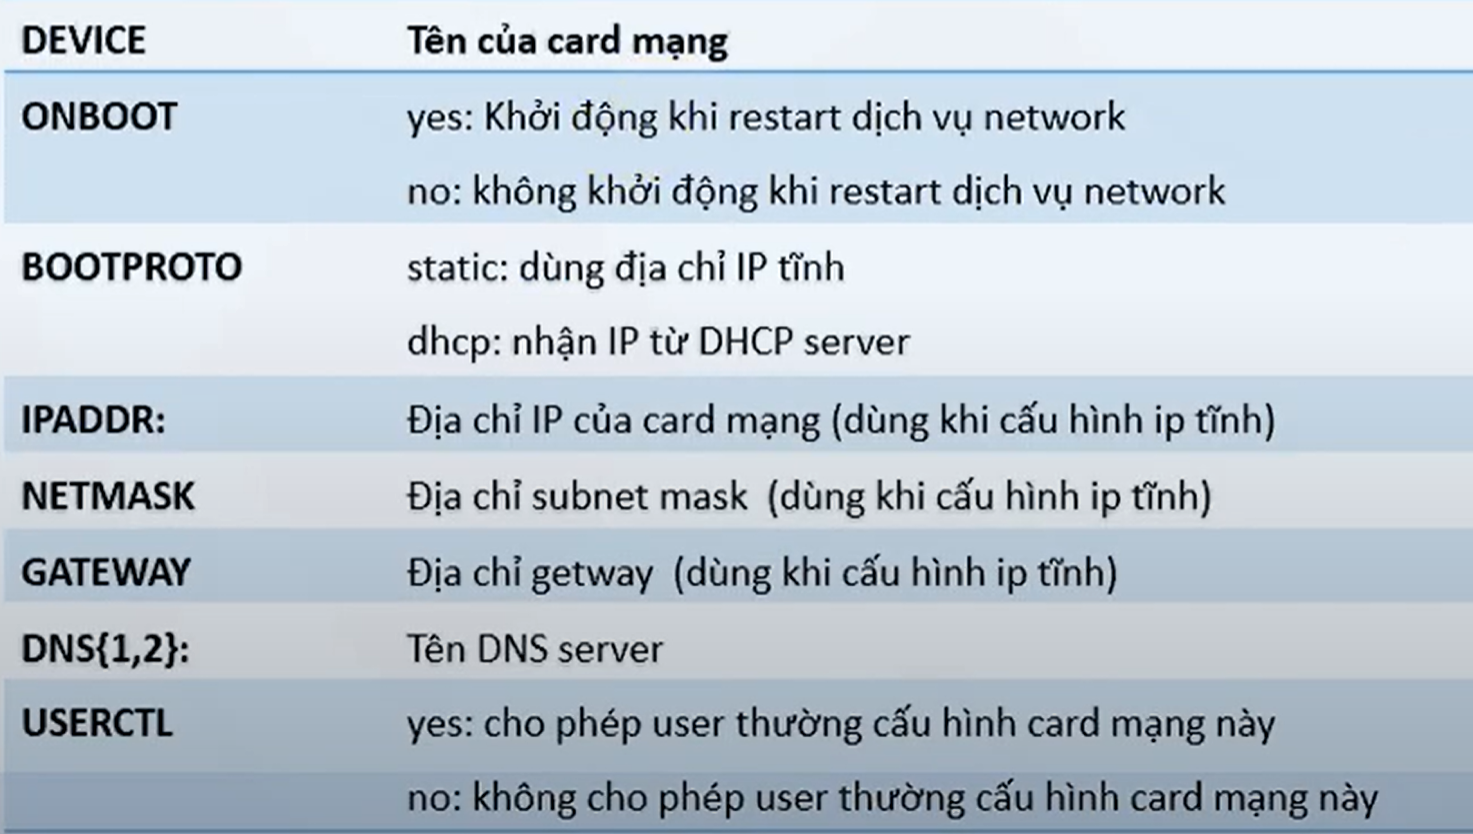 DEVICE Tên của card mạng
ONBOOT yes: Khởi động khi restart dịch vụ network
no: không khởi động khi restart dịch vụ network
BOOTPROTO static: dùng địa chỉ IP tĩnh
dhcp: nhận IP từ DHCP server
IPADDR: Địa chỉ IP của card mạng (dùng khi cấu hình ip tĩnh)
NETMASK Địa chỉ subnet mask (dùng khi cấu hình ip tĩnh)
GATEWAY Địa chỉ getway (dùng khi cấu hình ip tĩnh)
DNS{1,2}: Tên DNS server
USERCTL yes: cho phép user thường cấu hình card mạng này
no: không cho phép user thường cấu hình card mạng này